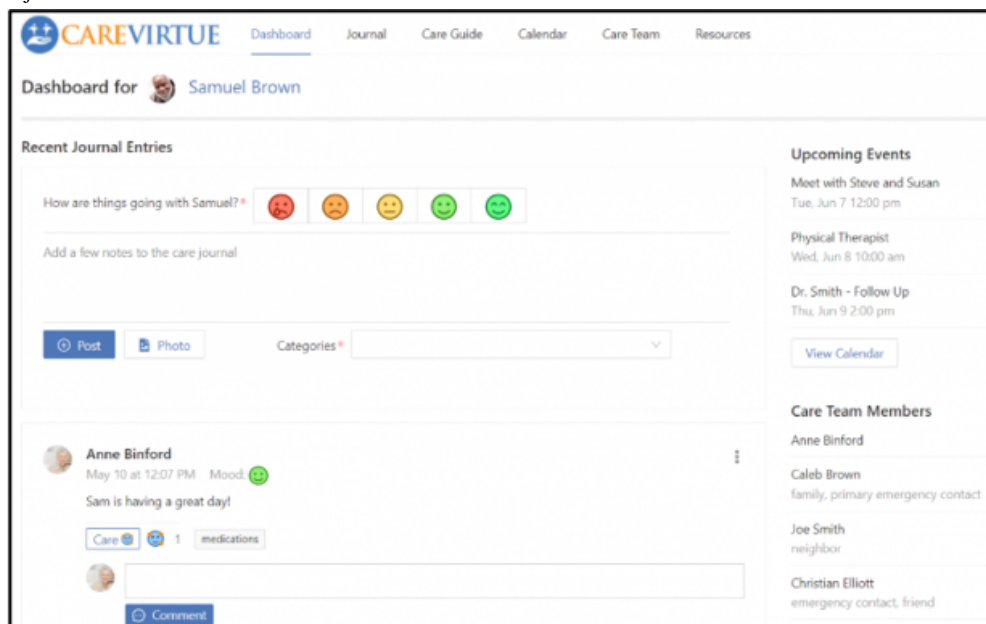 CAREVIRTUE Dashboard Journal Care Guide Calendar Care Team Resources
Dashboard for Samuel Brown
Recent Journal Entries
How are things going with Samuel?*
Add a few notes to the care journal
Post Photo Categories*
Anne Binford
May 10 at 12:07 PM Mood:
Sam is having a great day!
Care 1 medications
Comment
Upcoming Events
Meet with Steve and Susan
Tue, Jun 7 12:00 pm
Physical Therapist
Wed, Jun 8 10:00 am
Dr. Smith - Follow Up
Thu, Jun 9 2:00 pm
View Calendar
Care Team Members
Anne Binford
Caleb Brown
family, primary emergency contact
Joe Smith
neighbor
Christian Elliott
emergency contact, friend